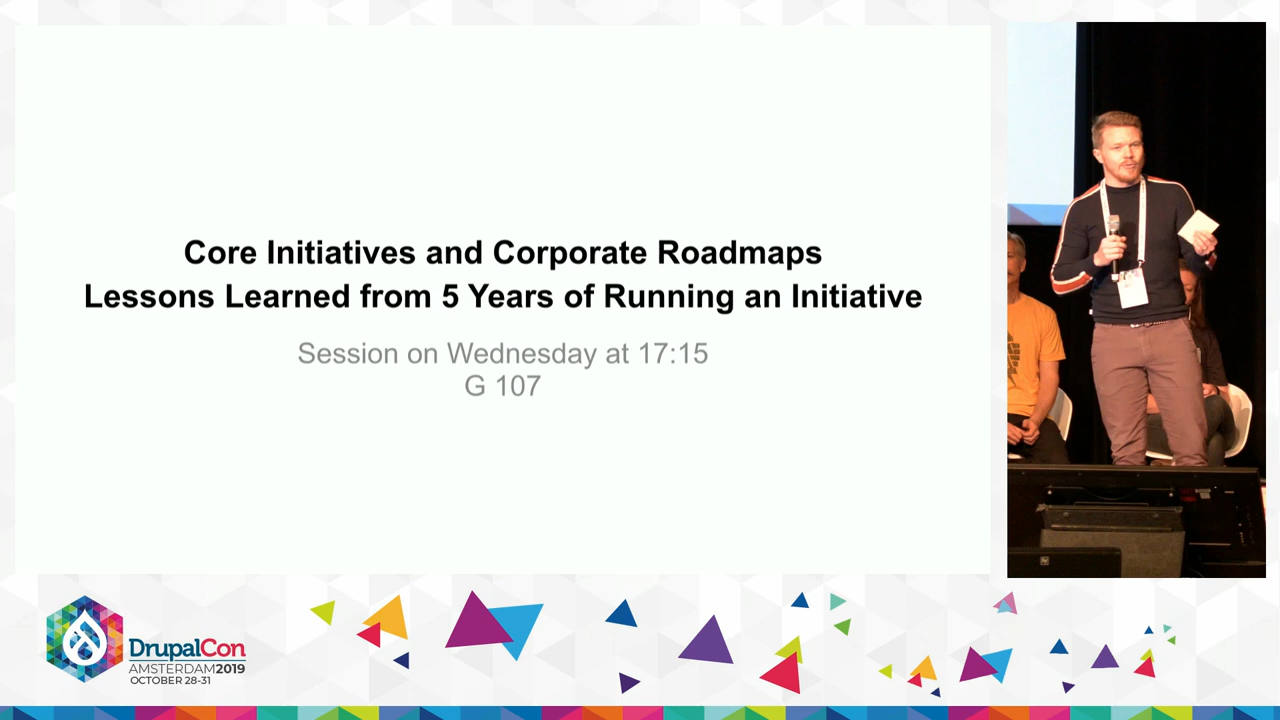 Core Initiatives and Corporate Roadmaps
Lessons Learned from 5 Years of Running an Initiative
Session on Wednesday at 17:15
G 107
DrupalCon
AMSTERDAM2019
OCTOBER 28-31